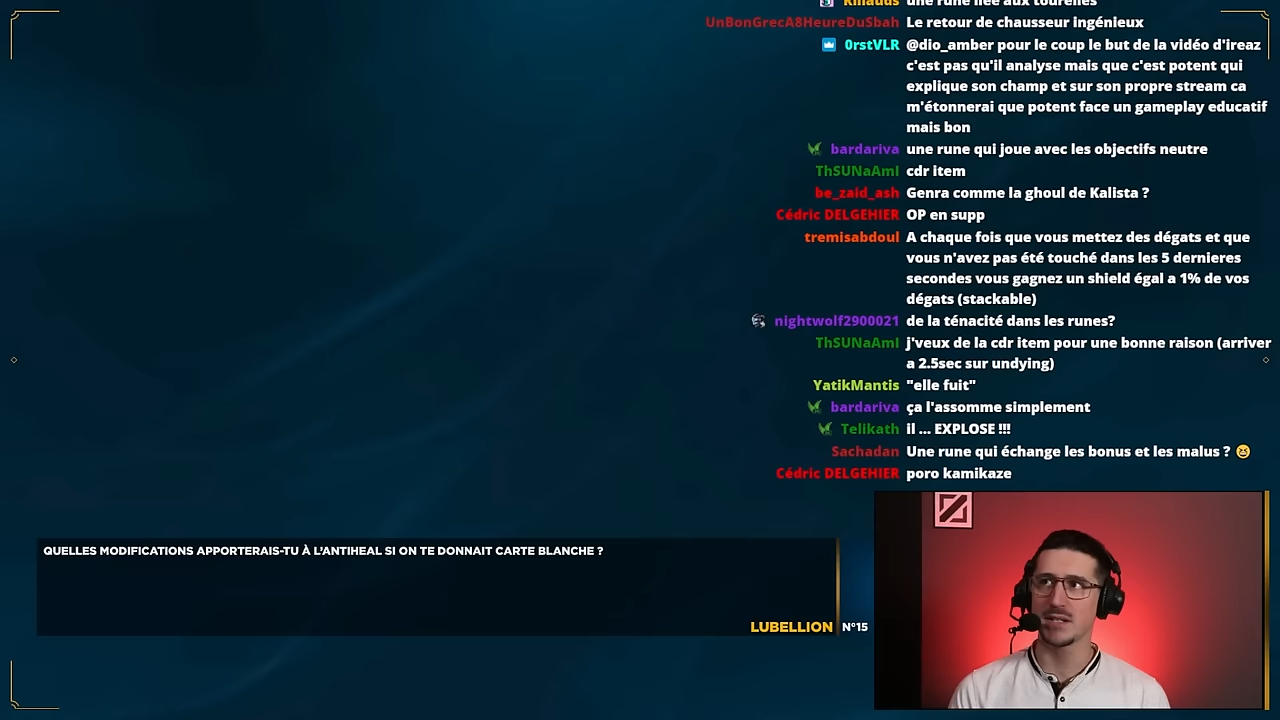 Kinauds une rune liée aux tourelles
UnBonGrecA8HeureDuSbah Le retour de chausseur ingénieux
0rstVLR @dio_amber pour le coup le but de la vidéo d'ireaz
c'est pas qu'il analyse mais que c'est potent qui
explique son champ et sur son propre stream ca
m'étonnerai que potent face un gameplay educatif
mais bon
bardariva une rune qui joue avec les objectifs neutre
ThSUNaAmI cdr item
be_zaid_ash Genra comme la ghoul de Kalista ?
Cédric DELGEHIER OP en supp
tremisabdoul A chaque fois que vous mettez des dégats et que
vous n'avez pas été touché dans les 5 dernieres
secondes vous gagnez un shield égal a 1% de vos
dégats (stackable)
nightwolf2900021 de la ténacité dans les runes?
ThSUNaAmI j'veux de la cdr item pour une bonne raison (arriver
a 2.5sec sur undying)
YatikMantis "elle fuit"
bardariva ça l'assomme simplement
Telikath il ... EXPLOSE !!!
Sachadan Une rune qui échange les bonus et les malus ? 😆
Cédric DELGEHIER poro kamikaze
QUELLES MODIFICATIONS APPORTERAIS-TU À L'ANTIHEAL SI ON TE DONNAIT CARTE BLANCHE ?
LUBELLION N°15